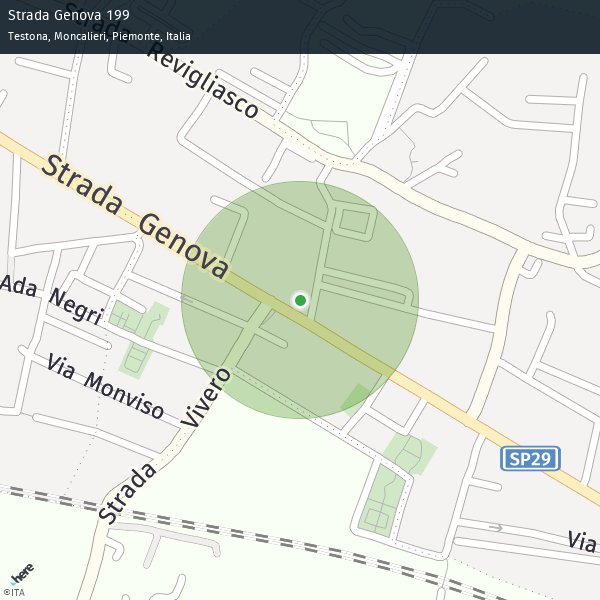 Strada Genova 199
Testona, Moncalieri, Piemonte, Italia
Strada Revigliasco
Strada Genova
Ada Negri
Via Monviso
Strada Vivero
SP29
Via
here
©ITA